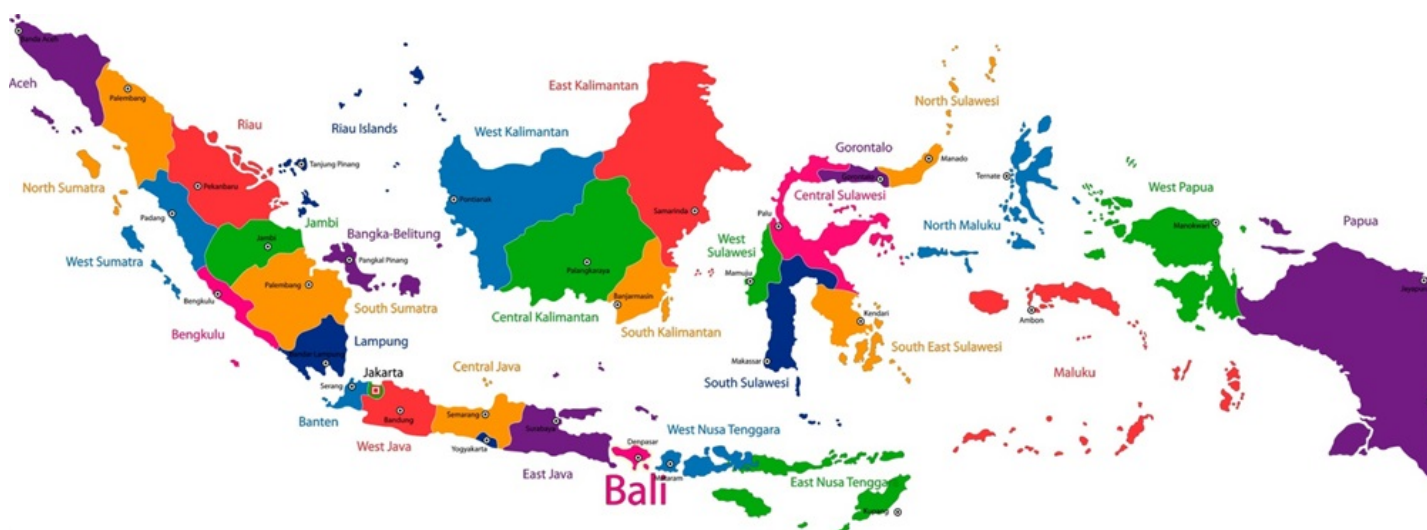 Banda Aceh
Aceh
Palembang
North Sumatra
Riau
Pekanbaru
Riau Islands
Tanjung Pinang
Padang
West Sumatra
Jambi
Jambi
Bangka-Belitung
Pangkal Pinang
Palembang
South Sumatra
Bengkulu
Bengkulu
Lampung
Jakarta
Serang
Banten
Bandung
West Java
Central Java
Semarang
Yogyakarta
Surabaya
East Java
Denpasar
Bali
West Nusa Tenggara
Mataram
East Nusa
Kupang
West Kalimantan
Pontianak
East Kalimantan
Samarinda
Palangkaraya
Central Kalimantan
Banjarmasin
South Kalimantan
North Sulawesi
Manado
Gorontalo
Gorontalo
Central Sulawesi
Palu
West
Sulawesi
Mamuju
Makassar
South Sulawesi
Kendari
South East Sulawesi
Ternate
North Maluku
Ambon
Maluku
West Papua
Manokwari
Papua